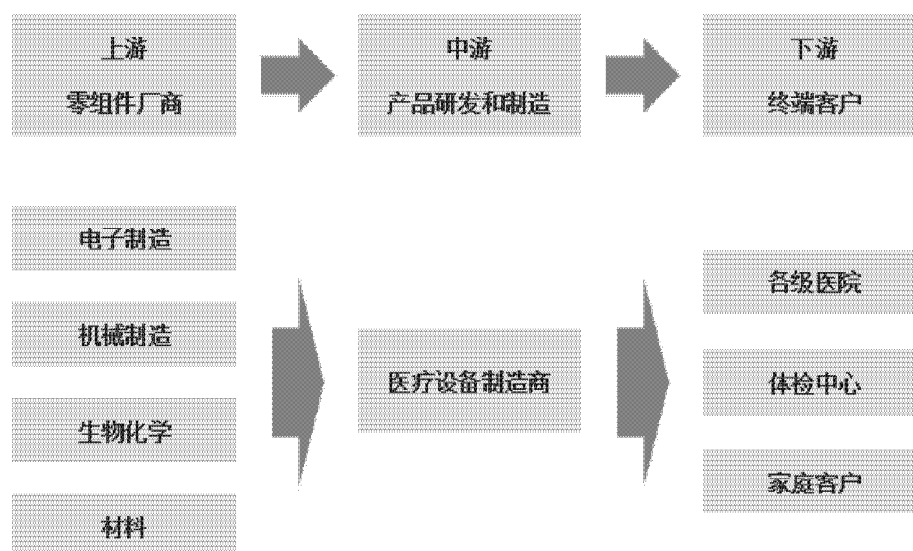 上游
零组件厂商
中游
产品研发和制造
下游
终端客户
电子制造
机械制造
生物化学
材料
医疗设备制造商
各级医院
体检中心
家庭客户